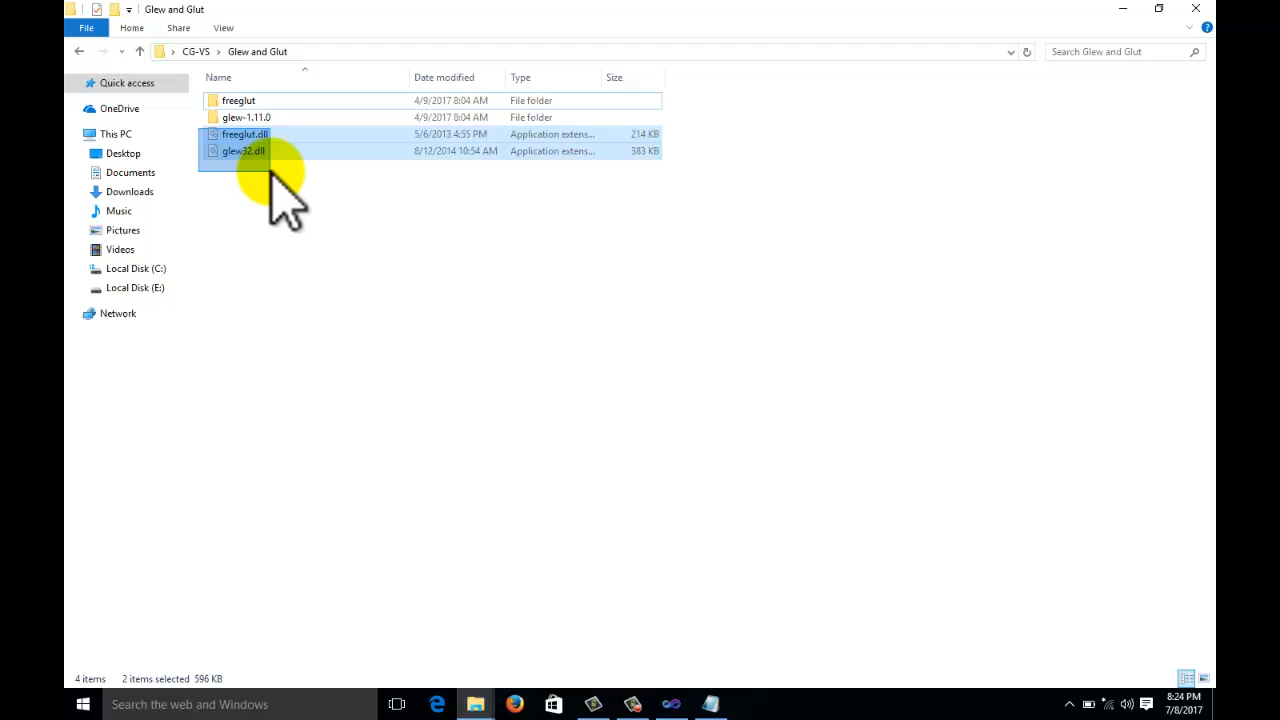 Glew and Glut
File Home Share View
CG-VS Glew and Glut Search Glew and Glut
Name Date modified Type Size
Quick access
OneDrive
This PC
Desktop
Documents
Downloads
Music
Pictures
Videos
Local Disk (C:)
Local Disk (E:)
Network
freeglut 4/9/2017 8:04 AM File folder
glew-1.11.0 4/9/2017 8:04 AM File folder
freeglut.dll 5/6/2013 4:55 PM Application extens... 214 KB
glew32.dll 8/12/2014 10:54 AM Application extens... 383 KB
4 items 2 items selected 596 KB
Search the web and Windows 8:24 PM
7/8/2017